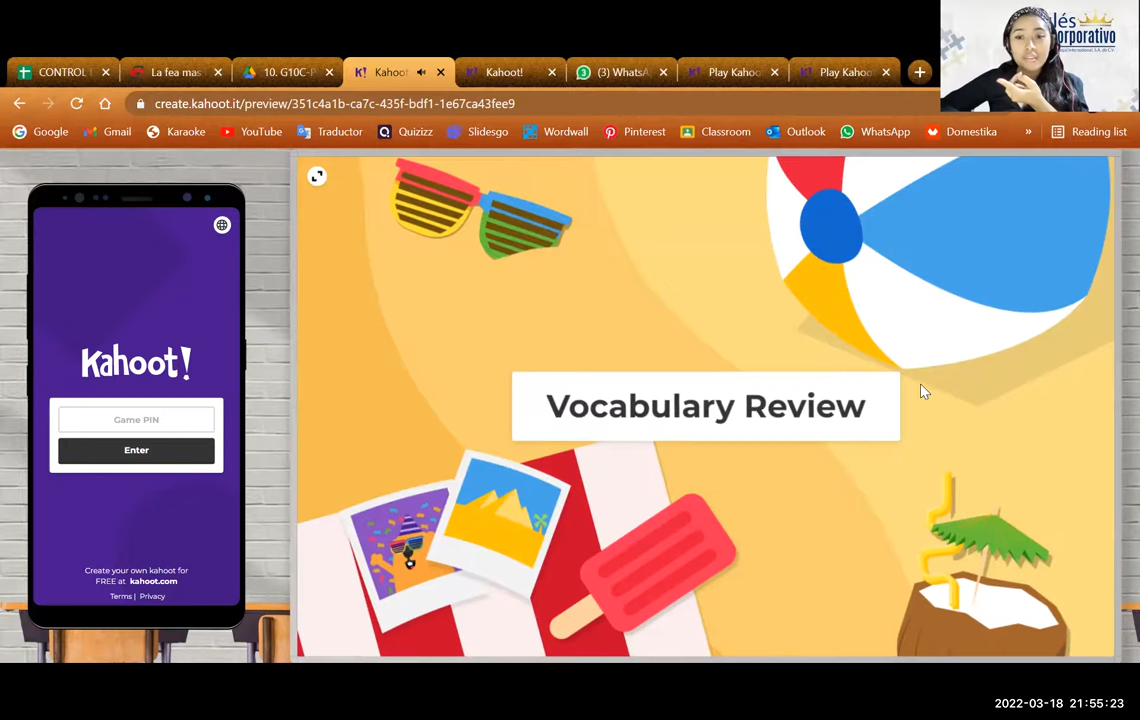 CONTROL
La fea mas
10. G10C-P
Kahoot
Kahoot!
(3) WhatsA
Play Kahoo
Play Kahoo
create.kahoot.it/preview/351c4a1b-ca7c-435f-bdf1-1e67ca43fee9
Google
Gmail
Karaoke
YouTube
Traductor
Quizizz
Slidesgo
Wordwall
Pinterest
Classroom
Outlook
WhatsApp
Domestika
»
Reading list
Kahoot!
Game PIN
Enter
Create your own kahoot for
FREE at kahoot.com
Terms | Privacy
Vocabulary Review
2022-03-18 21:55:23